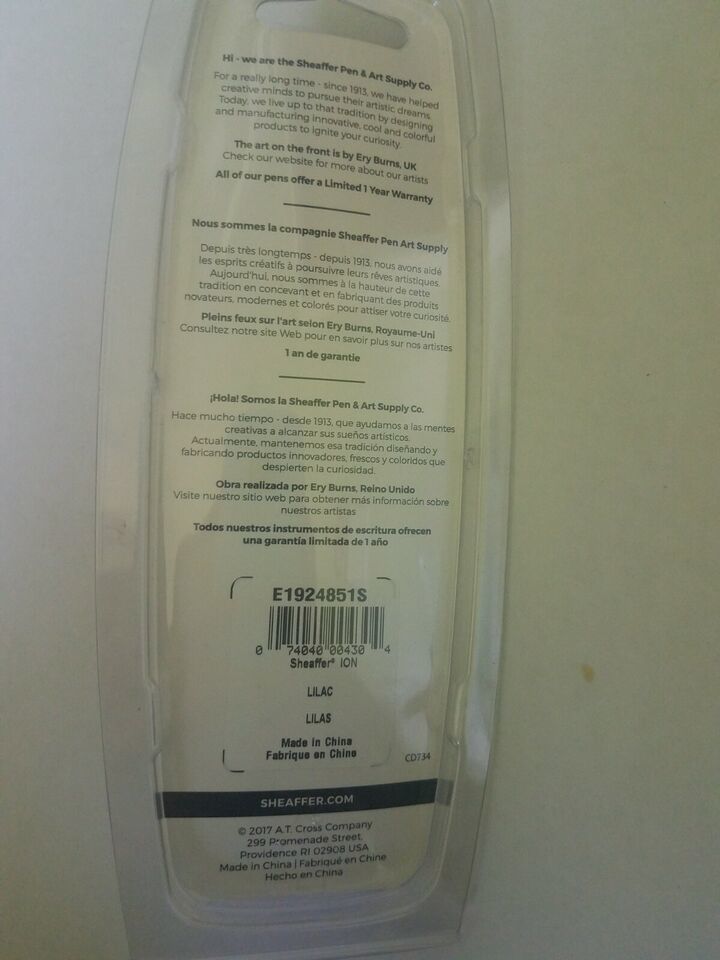 Hi - we are the Sheaffer Pen & Art Supply Co.
For a really long time - since 1913, we have helped
creative minds to pursue their artistic dreams.
Today, we live up to that tradition by designing
and manufacturing innovative, cool and colorful
products to ignite your curiosity.
The art on the front is by Ery Burns, UK
Check our website for more about our artists
All of our pens offer a Limited 1 Year Warranty
Nous sommes la compagnie Sheaffer Pen Art Supply
Depuis très longtemps - depuis 1913, nous avons aidé
les esprits créatifs à poursuivre leurs rêves artistiques.
Aujourd'hui, nous sommes à la hauteur de cette
tradition en concevant et en fabriquant des produits
novateurs, modernes et colorés pour attiser votre curiosité.
Pleins feux sur l'art selon Ery Burns, Royaume-Uni
Consultez notre site Web pour en savoir plus sur nos artistes
1 an de garantie
¡Hola! Somos la Sheaffer Pen & Art Supply Co.
Hace mucho tiempo - desde 1913, que ayudamos a las mentes
creativas a alcanzar sus sueños artísticos.
Actualmente, mantenemos esa tradición diseñando y
fabricando productos innovadores, frescos y coloridos que
despierten la curiosidad.
Obra realizada por Ery Burns, Reino Unido
Visite nuestro sitio web para obtener más información sobre
nuestros artistas
Todos nuestros instrumentos de escritura ofrecen
una garantía limitada de 1 año
E1924851S
0 74040 00430 4
Sheaffer® ION
LILAC
LILAS
Made in China
Fabrique en Chine
CD734
SHEAFFER.COM
© 2017 A.T. Cross Company
299 Promenade Street,
Providence RI 02908 USA
Made in China | Fabriqué en Chine
Hecho en China